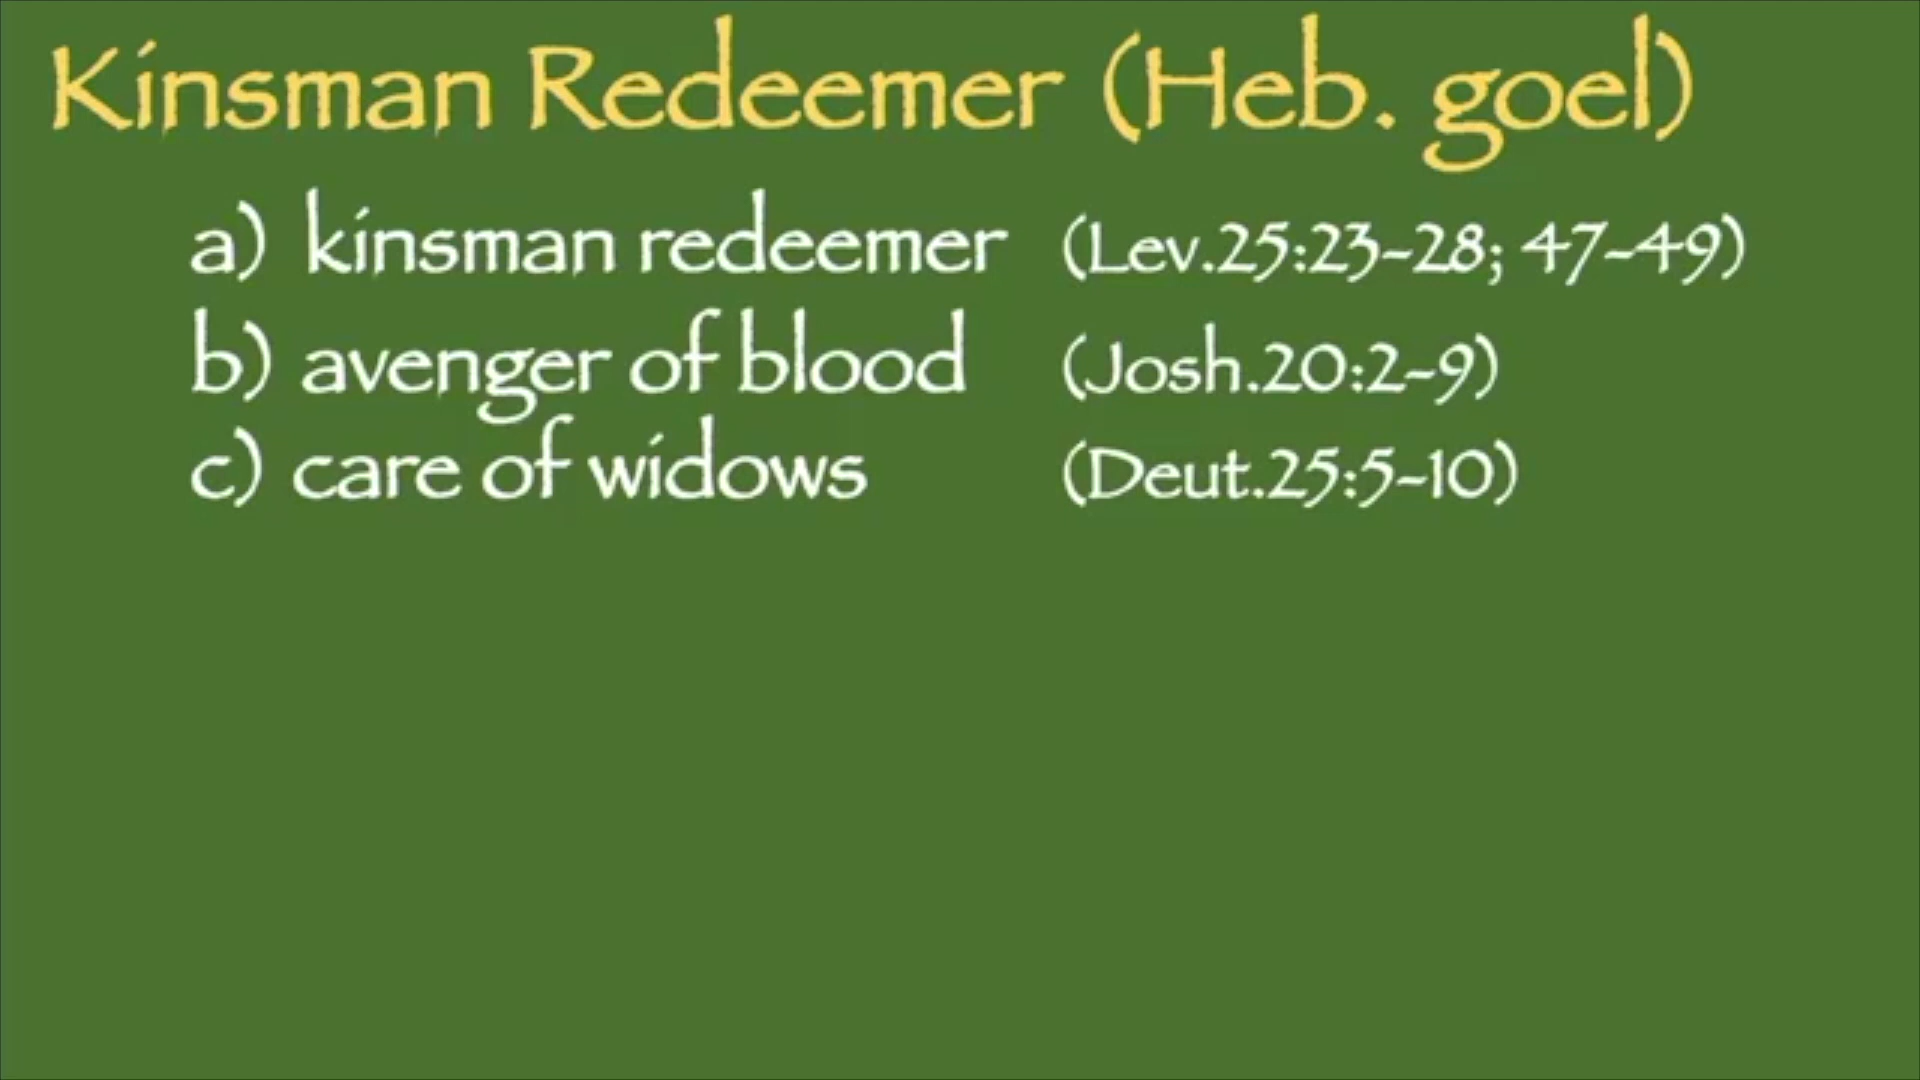 Kinsman Redeemer (Heb. goel)
a) kinsman redeemer (Lev.25:23-28; 47-49)
b) avenger of blood (Josh.20:2-9)
c) care of widows (Deut.25:5-10)